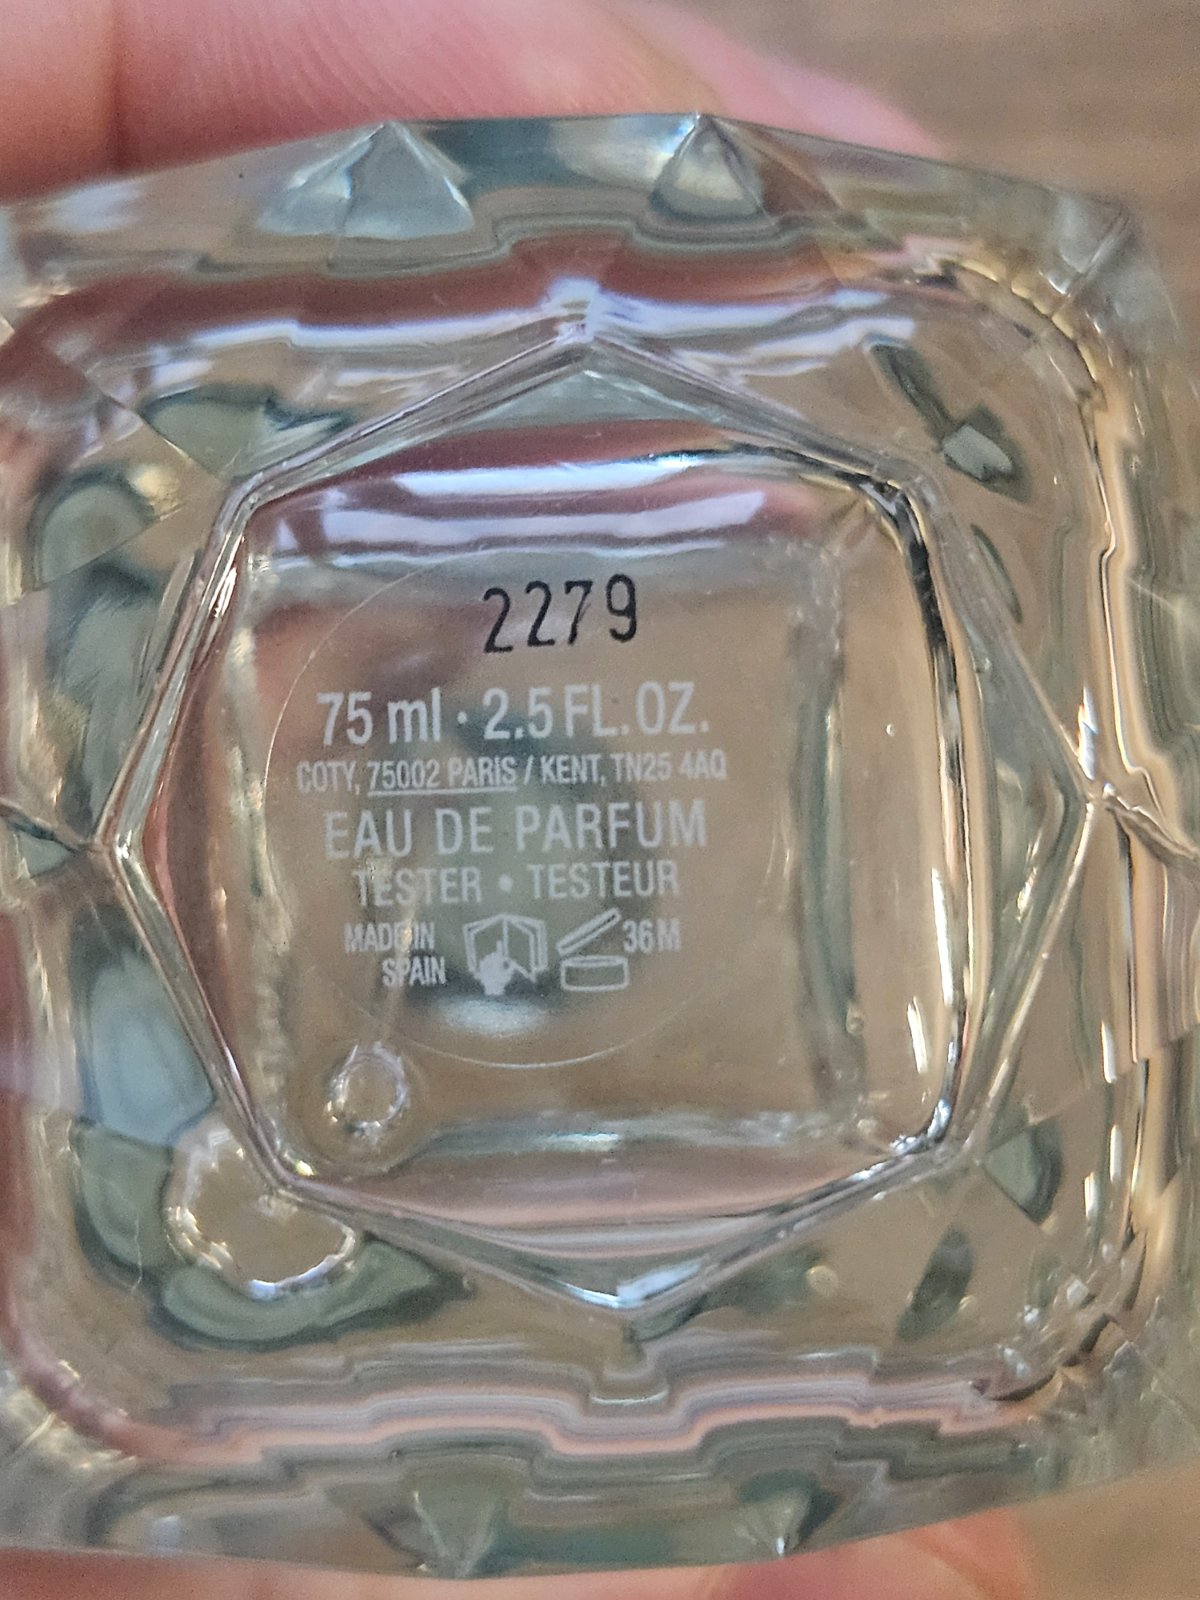 2279
75 ml · 2.5 FL. OZ.
COTY, 75002 PARIS / KENT, TN25 4AQ
EAU DE PARFUM
TESTER • TESTEUR
MADE IN
SPAIN
36 M